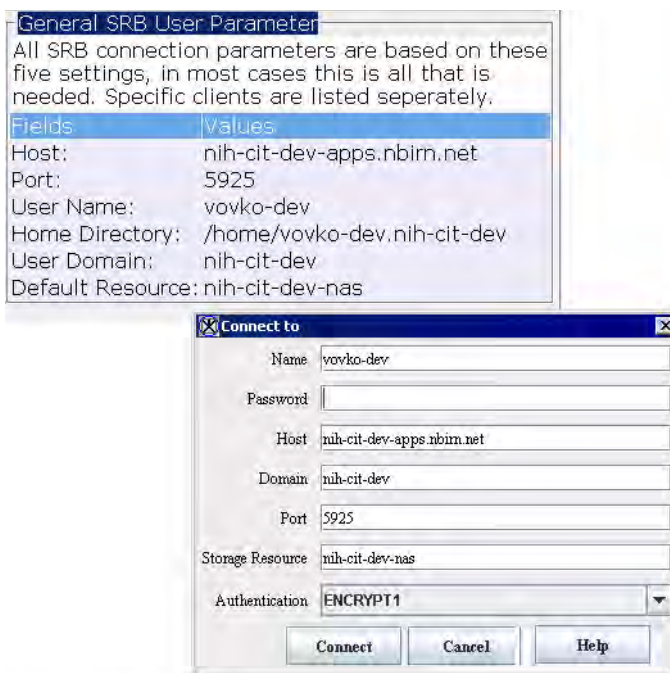 General SRB User Parameter
All SRB connection parameters are based on these
five settings, in most cases this is all that is
needed. Specific clients are listed seperately.
Fields Values
Host: nih-cit-dev-apps.nbirn.net
Port: 5925
User Name: vovko-dev
Home Directory: /home/vovko-dev.nih-cit-dev
User Domain: nih-cit-dev
Default Resource: nih-cit-dev-nas
Connect to
Name vovko-dev
Password
Host nih-cit-dev-apps.nbirn.net
Domain nih-cit-dev
Port 5925
Storage Resource nih-cit-dev-nas
Authentication ENCRYPT1
Connect Cancel Help